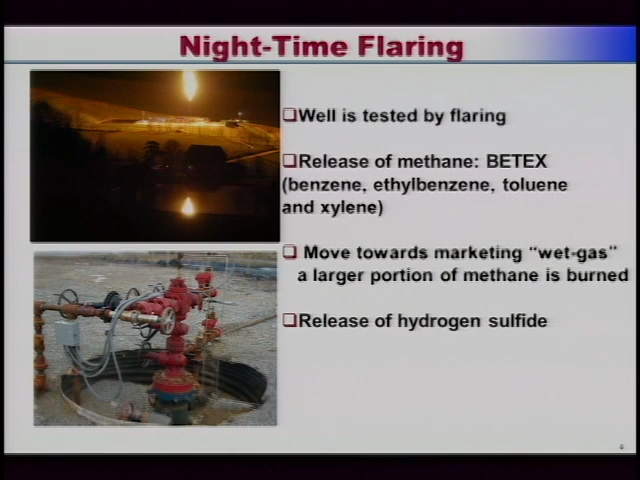 Night-Time Flaring
❑Well is tested by flaring
❑Release of methane: BETEX
(benzene, ethylbenzene, toluene
and xylene)
❑ Move towards marketing “wet-gas”
a larger portion of methane is burned
❑Release of hydrogen sulfide